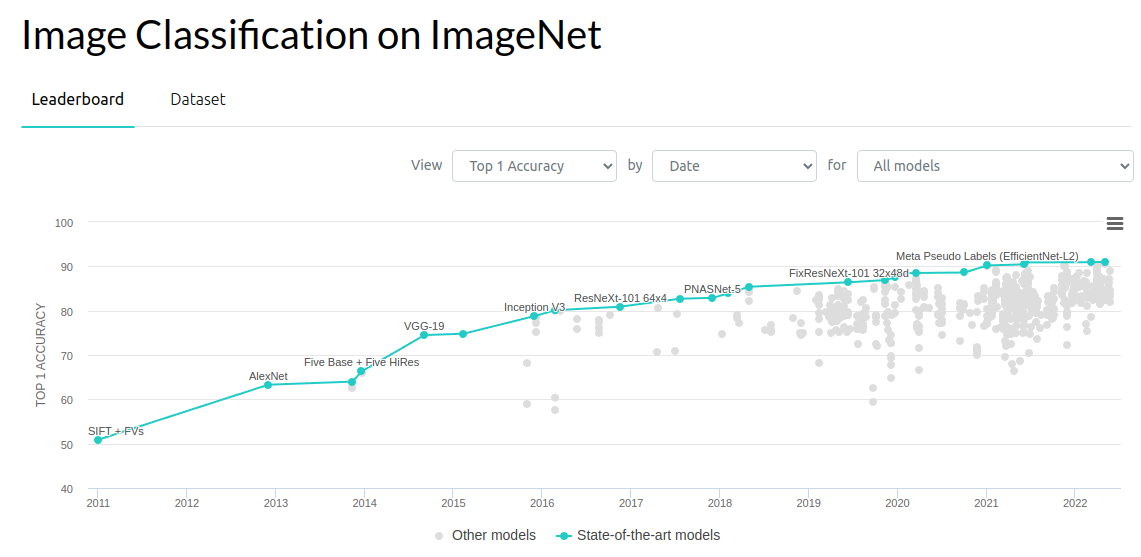 Image Classification on ImageNet
Leaderboard Dataset
View Top 1 Accuracy by Date for All models
100
90
80
70
60
50
40
TOP 1 ACCURACY
Meta Pseudo Labels (EfficientNet-L2)
FixResNeXt-101 32x48d
PNASNet-5
ResNeXt-101 64x4
Inception V3
VGG-19
Five Base + Five HiRes
AlexNet
SIFT + FVs
2011 2012 2013 2014 2015 2016 2017 2018 2019 2020 2021 2022
Other models State-of-the-art models